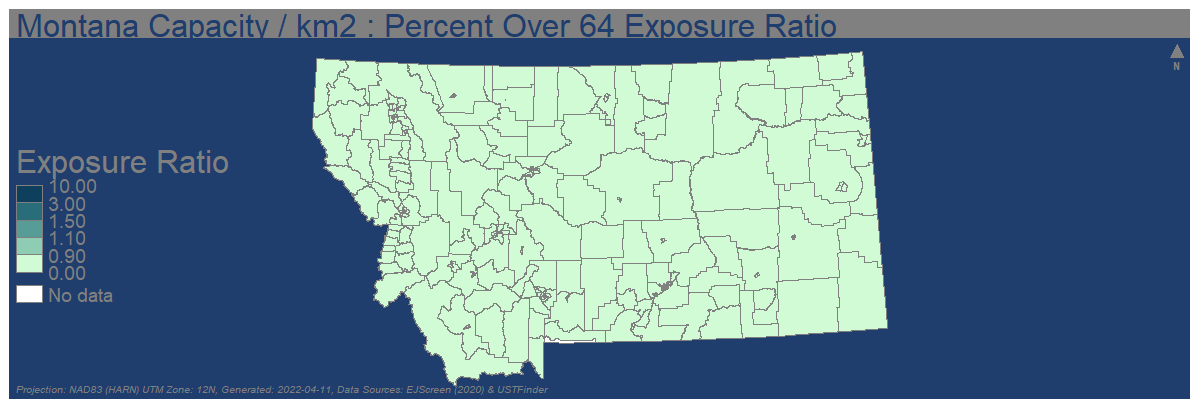 Montana Capacity / km2 : Percent Over 64 Exposure Ratio
N
Exposure Ratio
10.00
3.00
1.50
1.10
0.90
0.00
No data
Projection: NAD83 (HARN) UTM Zone: 12N, Generated: 2022-04-11, Data Sources: EJScreen (2020) & USTFinder